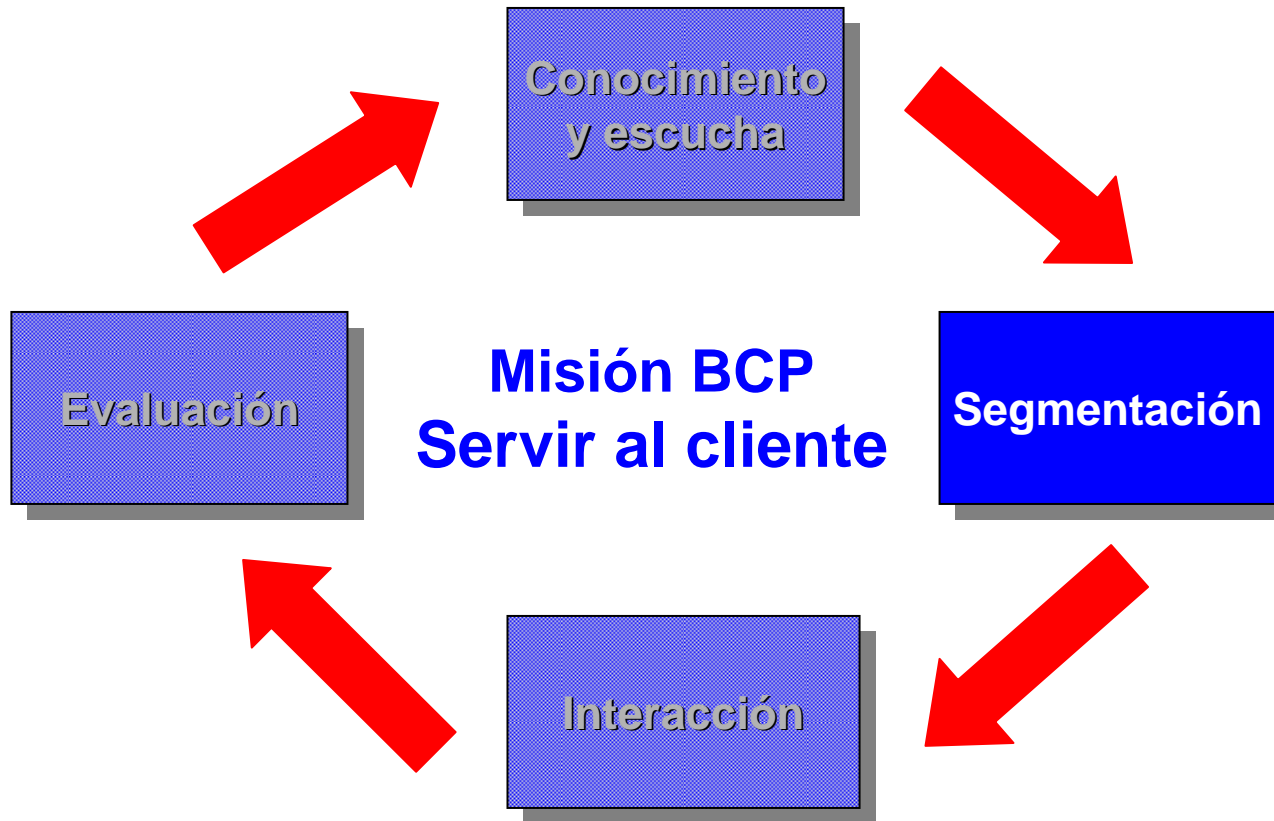 Conocimiento
y escucha
Misión BCP
Servir al cliente
Evaluación
Segmentación
Interacción